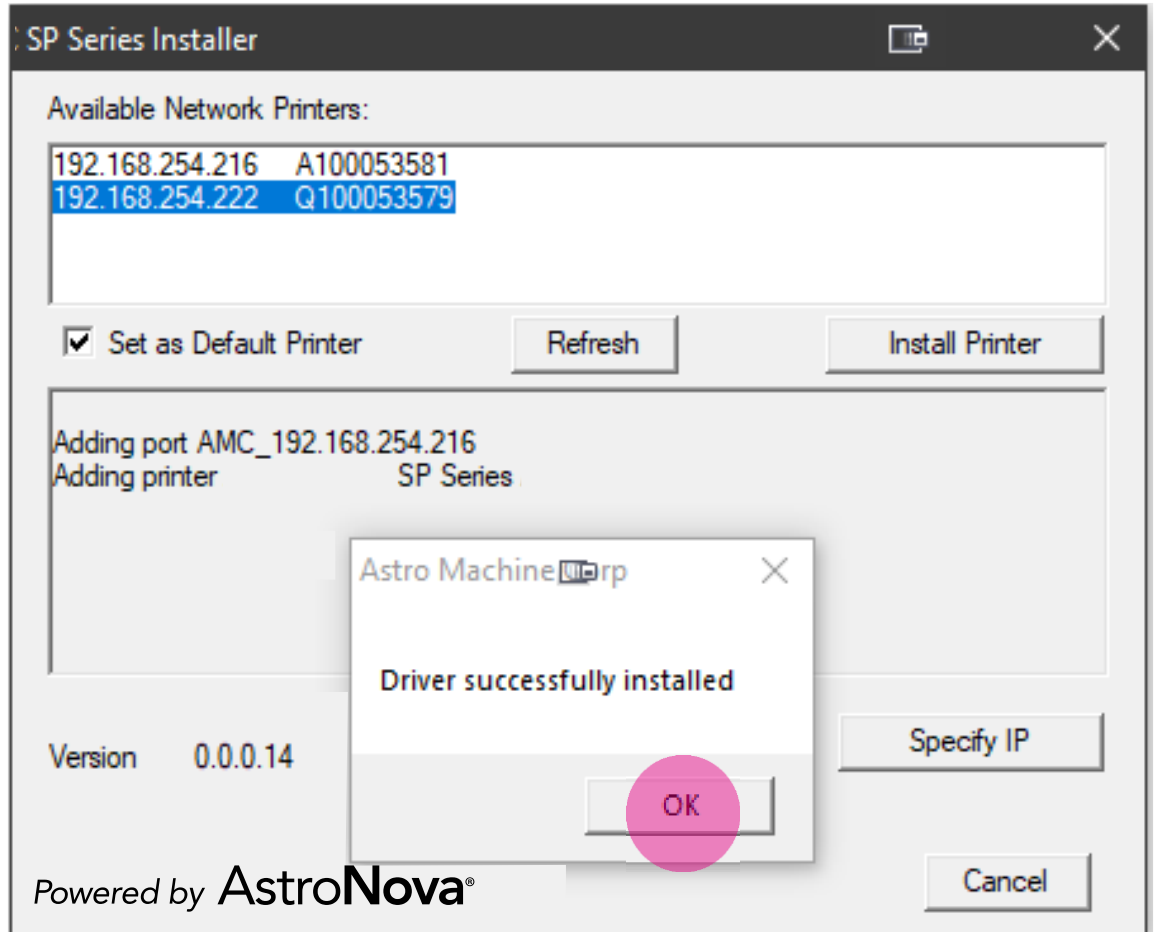 SP Series Installer
Available Network Printers:
192.168.254.216 A100053581
192.168.254.222 Q100053579
Set as Default Printer
Refresh
Install Printer
Adding port AMC_192.168.254.216
Adding printer SP Series
Astro Machine rp
Driver successfully installed
Version 0.0.0.14
Specify IP
OK
Powered by AstroNova®
Cancel